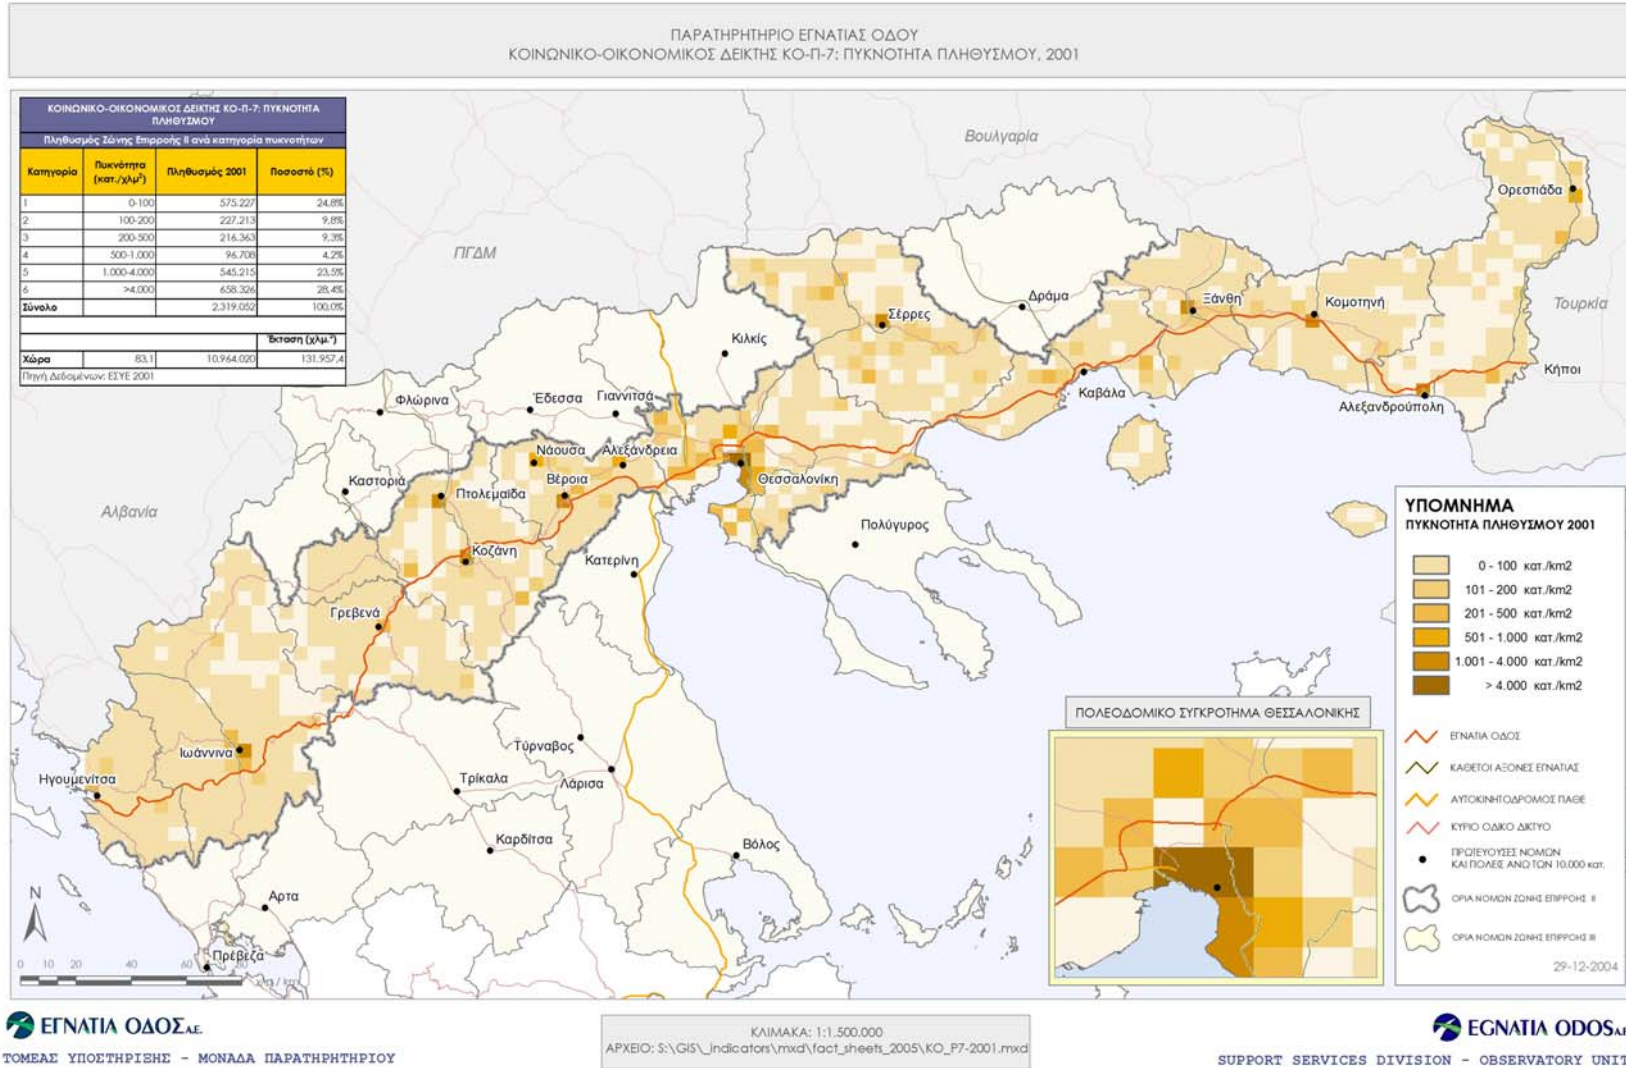 ΠΑΡΑΤΗΡΗΤΗΡΙΟ ΕΓΝΑΤΙΑΣ ΟΔΟΥ
ΚΟΙΝΩΝΙΚΟ-ΟΙΚΟΝΟΜΙΚΟΣ ΔΕΙΚΤΗΣ ΚΟ-Π-7: ΠΥΚΝΟΤΗΤΑ ΠΛΗΘΥΣΜΟΥ, 2001
ΚΟΙΝΩΝΙΚΟ-ΟΙΚΟΝΟΜΙΚΟΣ ΔΕΙΚΤΗΣ ΚΟ-Π-7: ΠΥΚΝΟΤΗΤΑ
ΠΛΗΘΥΣΜΟΥ
Πληθυσμός Ζώνης Επιρροής ΙΙ ανά κατηγορία πυκνοτήτων
Κατηγορία Πυκνότητα (κατ./χλμ²) Πληθυσμός 2001 Ποσοστό (%)
1 0-100 575.227 24,8%
2 100-200 227.213 9,8%
3 200-500 216.363 9,3%
4 500-1.000 96.708 4,2%
5 1.000-4.000 545.215 23,5%
6 >4.000 658.326 28,4%
Σύνολο 2.319.052 100,0%
Έκταση (χλμ.²)
Χώρα 83,1 10.964.020 131.957,4
Πηγή Δεδομένων: ΕΣΥΕ 2001
Βουλγαρία
ΠΓΔΜ
Τουρκία
Αλβανία
Ορεστιάδα
Δράμα
Ξάνθη
Κομοτηνή
Σέρρες
Κιλκίς
Κήποι
Καβάλα
Αλεξανδρούπολη
Φλώρινα
Έδεσσα
Γιαννιτσά
Νάουσα
Αλεξάνδρεια
Καστοριά
Πτολεμαΐδα
Βέροια
Θεσσαλονίκη
Πολύγυρος
Κοζάνη
Κατερίνη
Γρεβενά
Ιωάννινα
Ηγουμενίτσα
Τύρναβος
Λάρισα
Τρίκαλα
Καρδίτσα
Βόλος
Αρτα
Πρέβεζα
ΥΠΟΜΝΗΜΑ
ΠΥΚΝΟΤΗΤΑ ΠΛΗΘΥΣΜΟΥ 2001
0 - 100 κατ./km2
101 - 200 κατ./km2
201 - 500 κατ./km2
501 - 1.000 κατ./km2
1.001 - 4.000 κατ./km2
> 4.000 κατ./km2
ΕΓΝΑΤΙΑ ΟΔΟΣ
ΚΑΘΕΤΟΙ ΑΞΟΝΕΣ ΕΓΝΑΤΙΑΣ
ΑΥΤΟΚΙΝΗΤΟΔΡΟΜΟΣ ΠΑΘΕ
ΚΥΡΙΟ ΟΔΙΚΟ ΔΙΚΤΥΟ
ΠΡΩΤΕΥΟΥΣΕΣ ΝΟΜΩΝ
ΚΑΙ ΠΟΛΕΙΣ ΑΝΩ ΤΩΝ 10.000 κατ.
ΟΡΙΑ ΝΟΜΩΝ ΖΩΝΗΣ ΕΠΙΡΡΟΗΣ ΙΙ
ΟΡΙΑ ΝΟΜΩΝ ΖΩΝΗΣ ΕΠΙΡΡΟΗΣ ΙΙΙ
29-12-2004
ΠΟΛΕΟΔΟΜΙΚΟ ΣΥΓΚΡΟΤΗΜΑ ΘΕΣΣΑΛΟΝΙΚΗΣ
N
0 10 20 40 60
ΕΓΝΑΤΙΑ ΟΔΟΣ Α.Ε.
ΤΟΜΕΑΣ ΥΠΟΣΤΗΡΙΞΗΣ - ΜΟΝΑΔΑ ΠΑΡΑΤΗΡΗΤΗΡΙΟΥ
ΚΛΙΜΑΚΑ: 1:1.500.000
ΑΡΧΕΙΟ: S:\GIS\_indicators\mxd\fact_sheets_2005\KO_P7-2001.mxd
EGNATIA ODOS A.E.
SUPPORT SERVICES DIVISION - OBSERVATORY UNIT